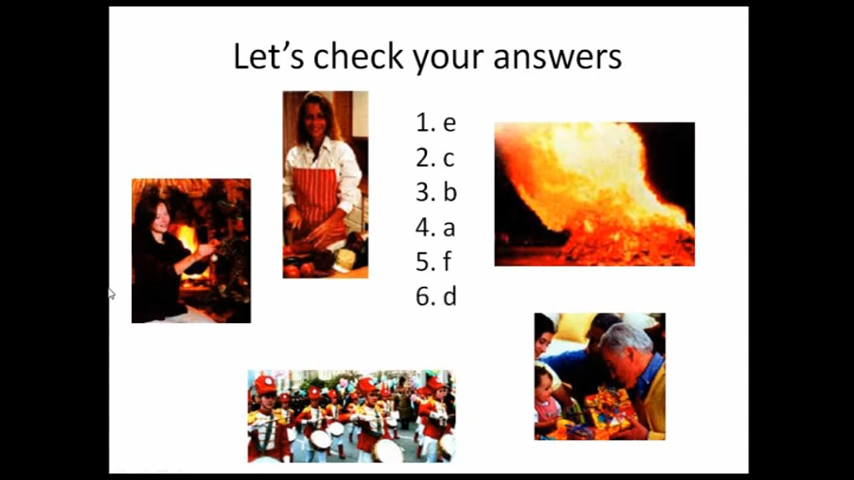 Let's check your answers
1. e
2. c
3. b
4. a
5. f
6. d